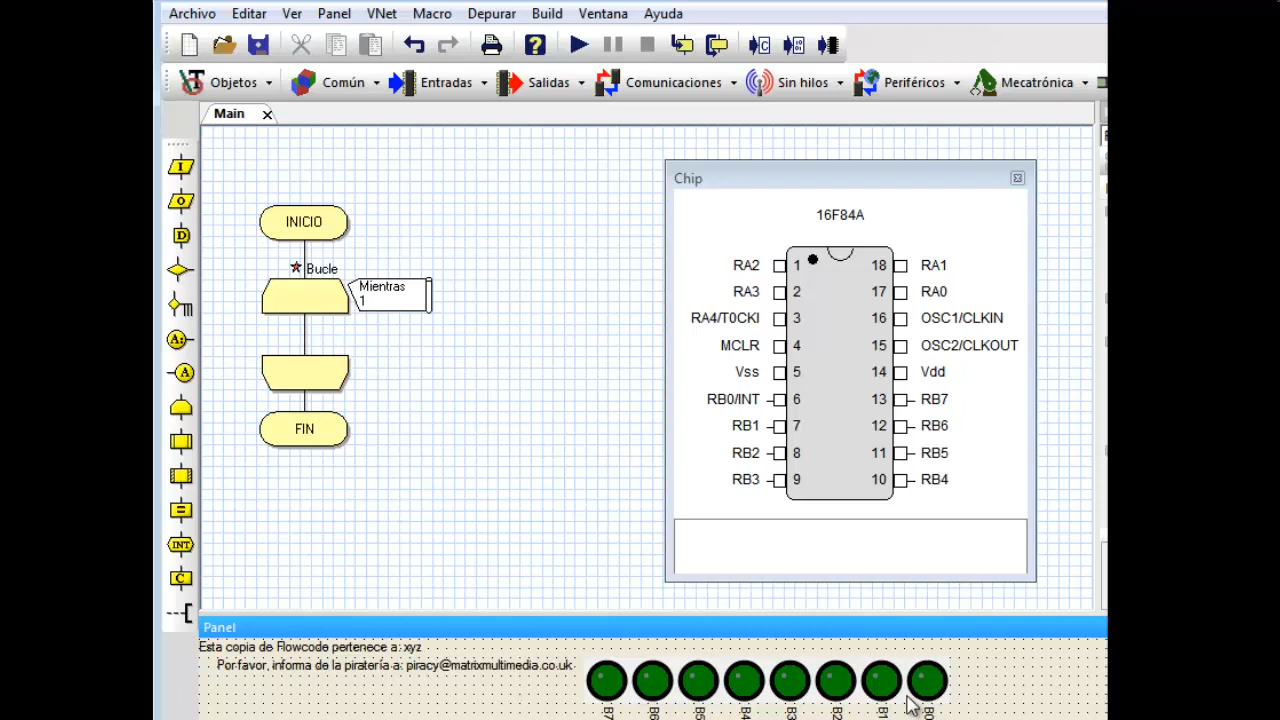 Archivo Editar Ver Panel VNet Macro Depurar Build Ventana Ayuda
Objetos Común Entradas Salidas Comunicaciones Sin hilos Periféricos Mecatrónica
Main
INICIO
Bucle
Mientras
1
FIN
Chip
16F84A
RA2 1 18 RA1
RA3 2 17 RA0
RA4/T0CKI 3 16 OSC1/CLKIN
MCLR 4 15 OSC2/CLKOUT
Vss 5 14 Vdd
RB0/INT 6 13 RB7
RB1 7 12 RB6
RB2 8 11 RB5
RB3 9 10 RB4
I
O
D
A:
A
=
INT
C
Panel
Esta copia de Flowcode pertenece a: xyz
Por favor, informa de la piratería a: piracy@matrixmultimedia.co.uk
B7 B6 B5 B4 B3 B2 B1 B0